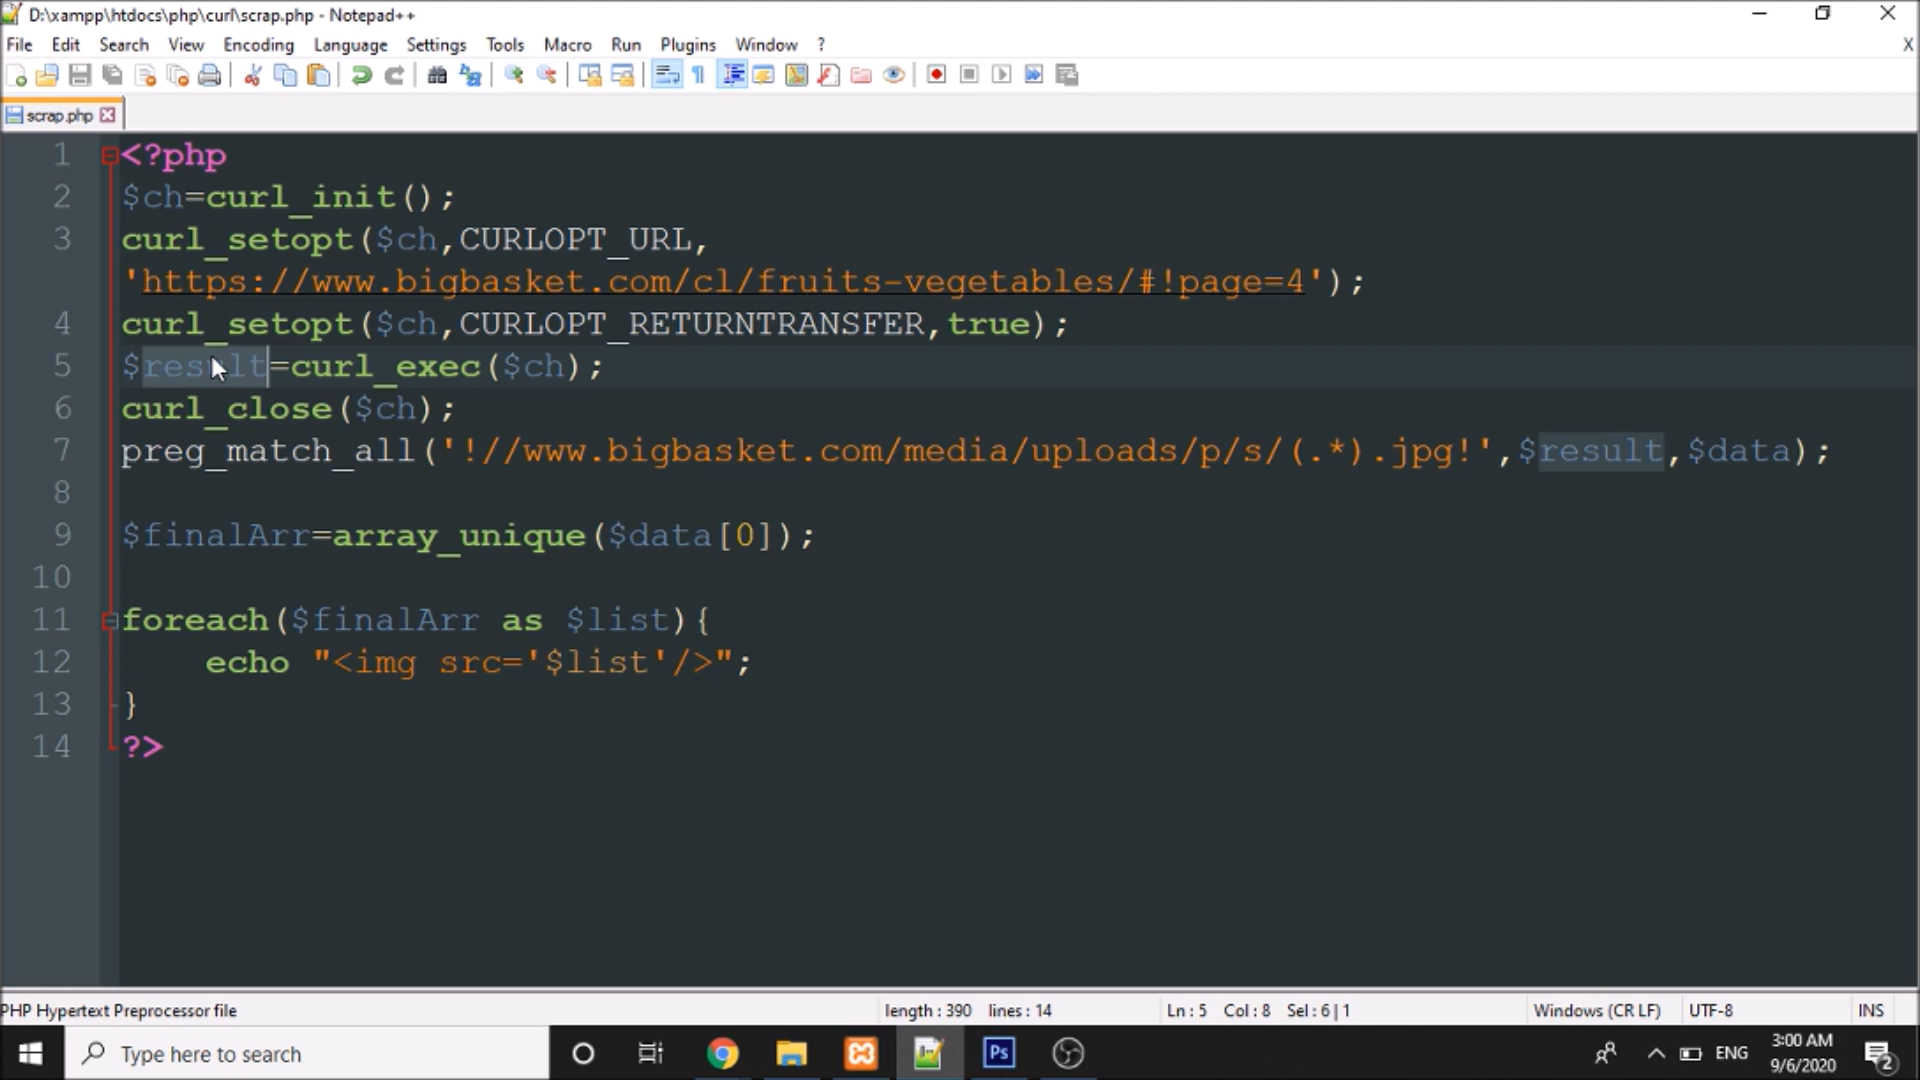 D:\xampp\htdocs\php\curl\scrap.php - Notepad++
File Edit Search View Encoding Language Settings Tools Macro Run Plugins Window ? X
scrap.php
1 <?php
2 $ch=curl_init();
3 curl_setopt($ch,CURLOPT_URL,
'https://www.bigbasket.com/cl/fruits-vegetables/#!page=4');
4 curl_setopt($ch,CURLOPT_RETURNTRANSFER,true);
5 $result=curl_exec($ch);
6 curl_close($ch);
7 preg_match_all('!//www.bigbasket.com/media/uploads/p/s/(.*).jpg!',$result,$data);
8
9 $finalArr=array_unique($data[0]);
10
11 foreach($finalArr as $list){
12     echo "<img src='$list'/>";
13 }
14 ?>
PHP Hypertext Preprocessor file length : 390 lines : 14 Ln : 5 Col : 8 Sel : 6 | 1 Windows (CR LF) UTF-8 INS
Type here to search Ps ENG 3:00 AM
9/6/2020 2